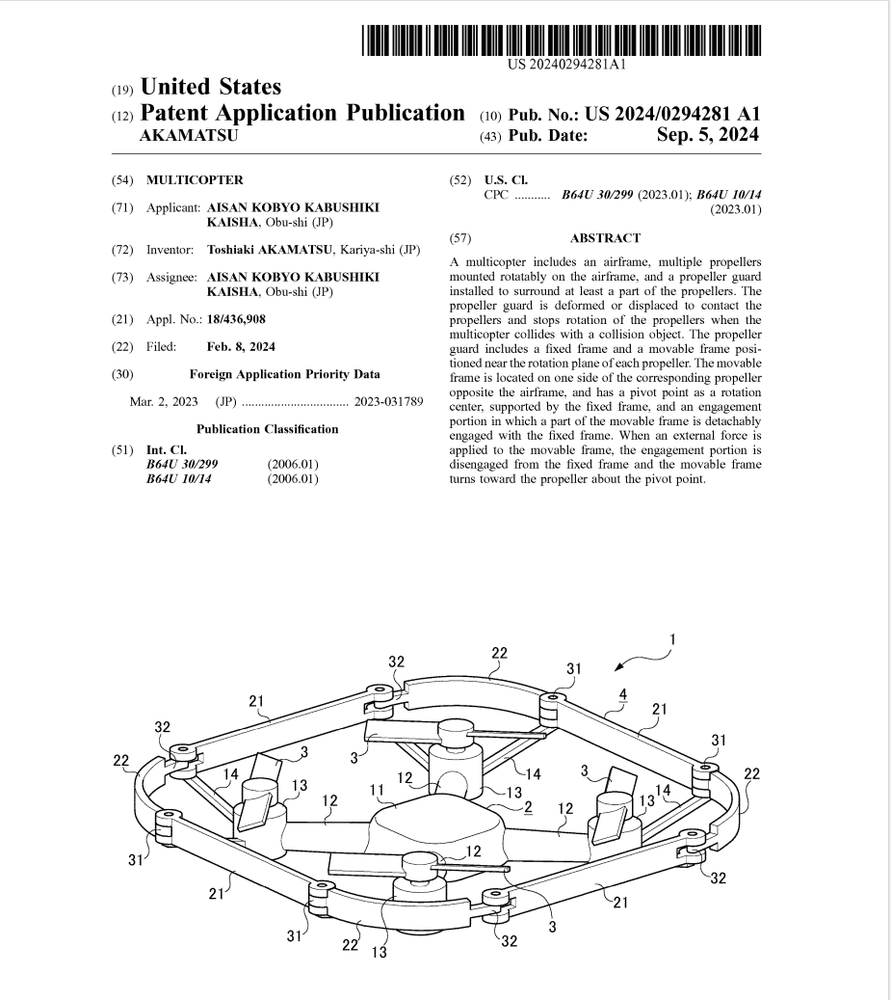 US 20240294281A1
(19) United States
(12) Patent Application Publication (10) Pub. No.: US 2024/0294281 A1
AKAMATSU (43) Pub. Date: Sep. 5, 2024
(54) MULTICOPTER
(71) Applicant: AISAN KOBYO KABUSHIKI
KAISHA, Obu-shi (JP)
(72) Inventor: Toshiaki AKAMATSU, Kariya-shi (JP)
(73) Assignee: AISAN KOBYO KABUSHIKI
KAISHA, Obu-shi (JP)
(21) Appl. No.: 18/436,908
(22) Filed: Feb. 8, 2024
(30) Foreign Application Priority Data
Mar. 2, 2023 (JP) ................................. 2023-031789
Publication Classification
(51) Int. Cl.
B64U 30/299 (2006.01)
B64U 10/14 (2006.01)
(52) U.S. Cl.
CPC ........... B64U 30/299 (2023.01); B64U 10/14
(2023.01)
(57) ABSTRACT
A multicopter includes an airframe, multiple propellers
mounted rotatably on the airframe, and a propeller guard
installed to surround at least a part of the propellers. The
propeller guard is deformed or displaced to contact the
propellers and stops rotation of the propellers when the
multicopter collides with a collision object. The propeller
guard includes a fixed frame and a movable frame posi-
tioned near the rotation plane of each propeller. The movable
frame is located on one side of the corresponding propeller
opposite the airframe, and has a pivot point as a rotation
center, supported by the fixed frame, and an engagement
portion in which a part of the movable frame is detachably
engaged with the fixed frame. When an external force is
applied to the movable frame, the engagement portion is
disengaged from the fixed frame and the movable frame
turns toward the propeller about the pivot point.
1
22
32
31
4
21
21
32
31
22
3
3
3
22
14
14
13
12
11
12
13
2
12
13
14
12
31
21
32
21
31
22
13
32
3